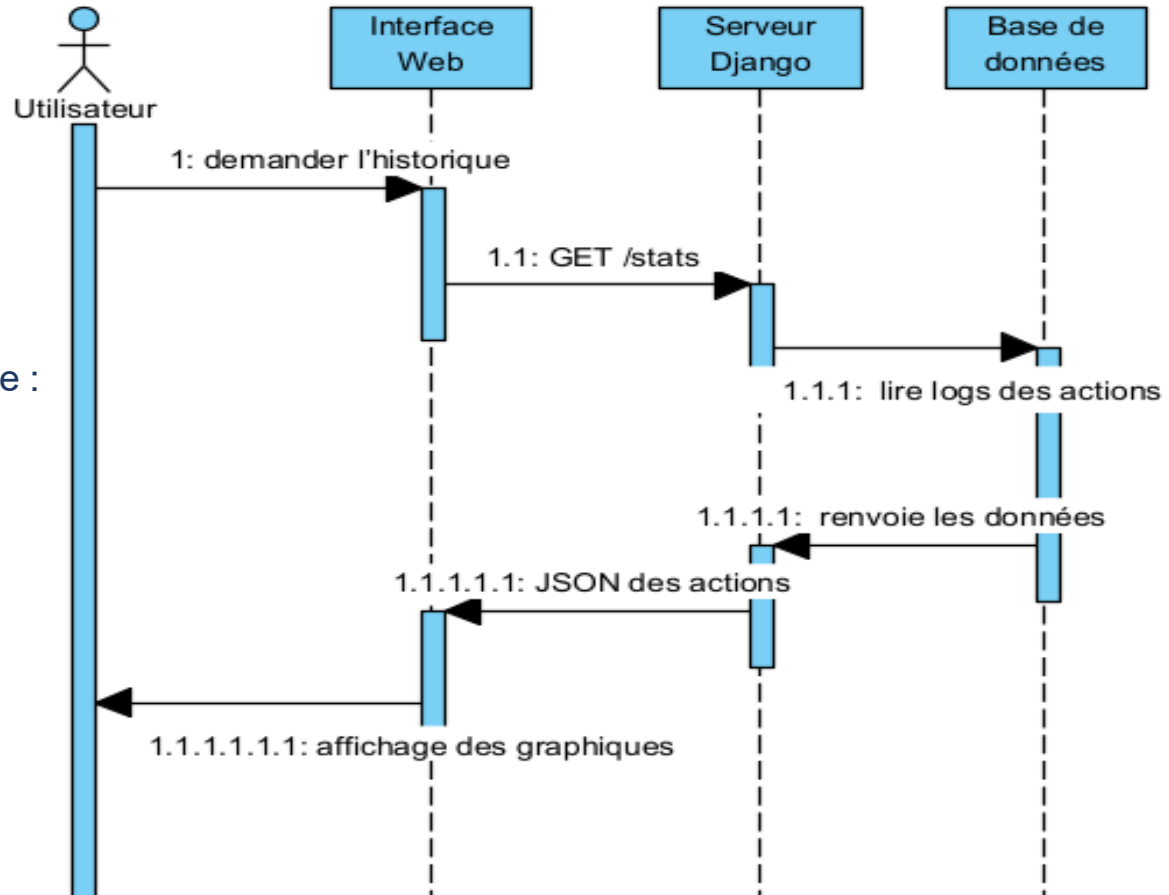 Interface
Web
Serveur
Django
Base de
données
Utilisateur
1: demander l'historique
1.1: GET /stats
e :
1.1.1: lire logs des actions
1.1.1.1: renvoie les données
1.1.1.1.1: JSON des actions
1.1.1.1.1.1: affichage des graphiques